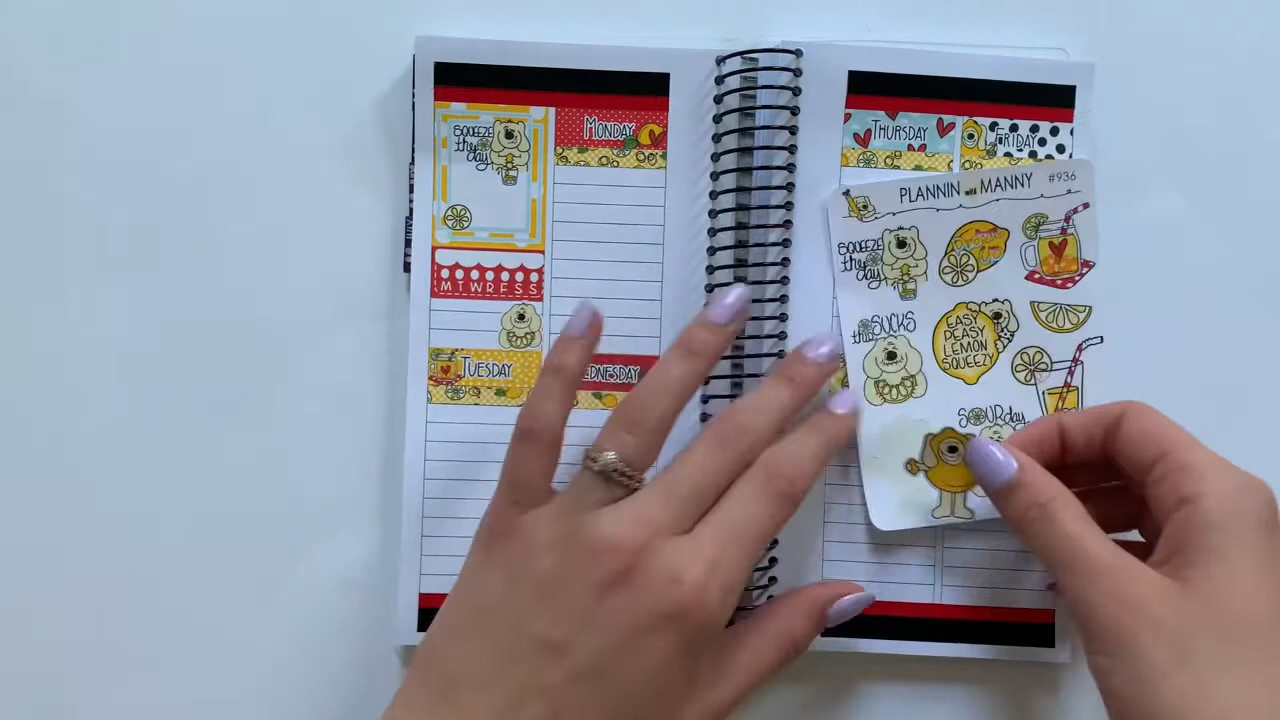 SQUEEZE
the
day
MONDAY
M T W R F S S
TUESDAY
THURSDAY
FRIDAY
PLANNIN with MANNY #936
SQUEEZE
the
day
this SUCKS
EASY
PEASY
LEMON
SQUEEZY
SOURday